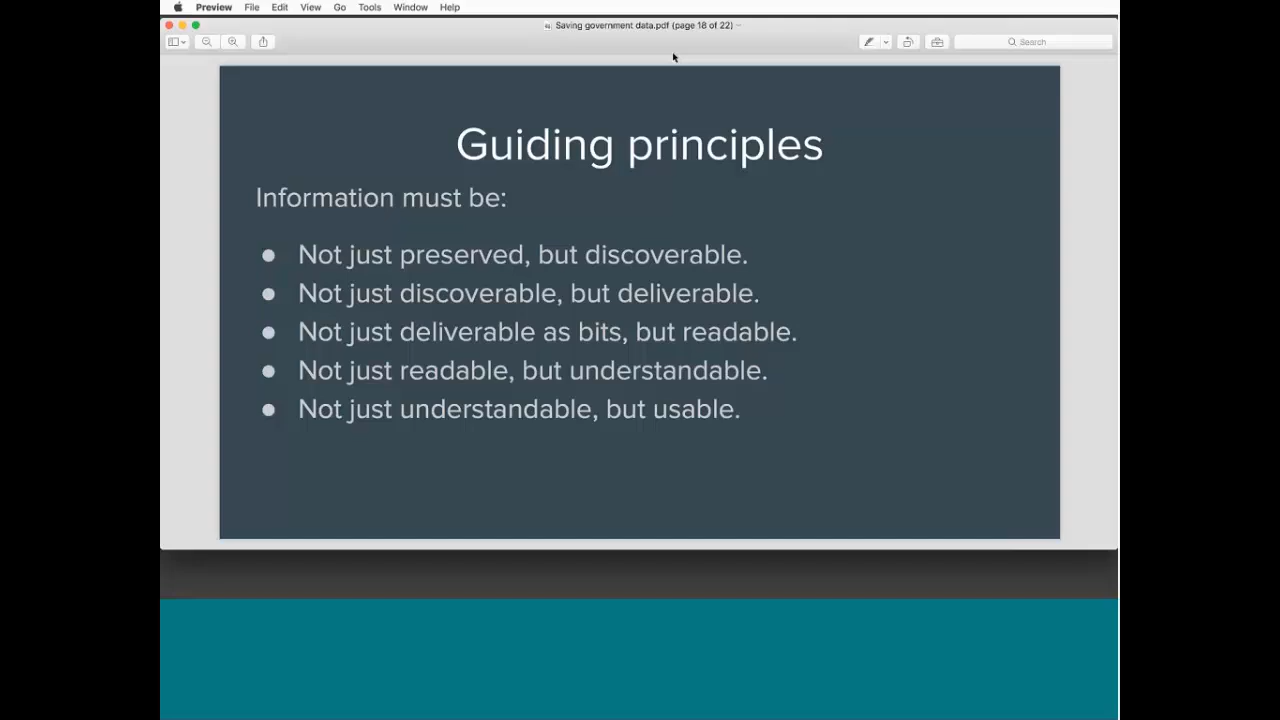 Preview File Edit View Go Tools Window Help
Saving government data.pdf (page 18 of 22)
Search
Guiding principles
Information must be:
● Not just preserved, but discoverable.
● Not just discoverable, but deliverable.
● Not just deliverable as bits, but readable.
● Not just readable, but understandable.
● Not just understandable, but usable.